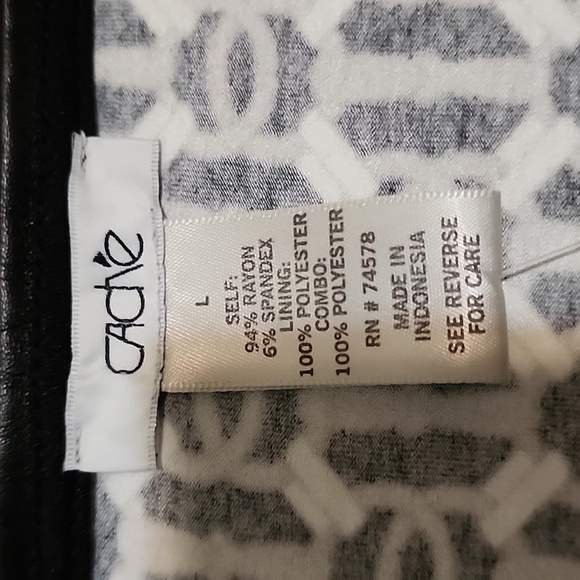 CACHé
L
SELF:
94% RAYON
6% SPANDEX
LINING:
100% POLYESTER
COMBO:
100% POLYESTER
RN # 74578
MADE IN
INDONESIA
SEE REVERSE
FOR CARE